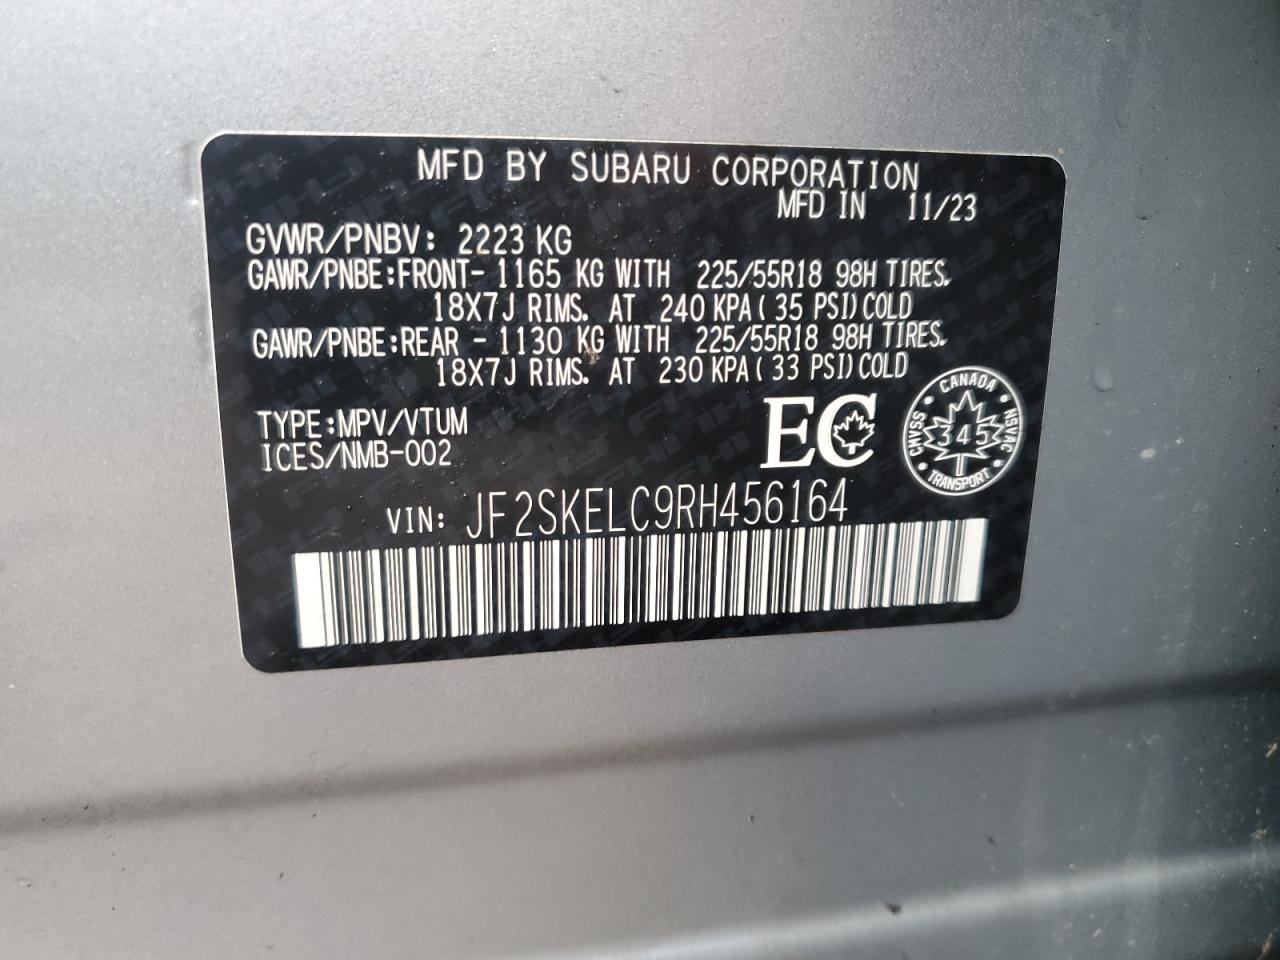 MFD BY SUBARU CORPORATION
MFD IN 11/23
GVWR/PNBV: 2223 KG
GAWR/PNBE:FRONT- 1165 KG WITH 225/55R18 98H TIRES.
18X7J RIMS. AT 240 KPA(35 PSI)COLD
GAWR/PNBE:REAR - 1130 KG WITH 225/55R18 98H TIRES.
18X7J RIMS. AT 230 KPA(33 PSI)COLD
TYPE:MPV/VTUM
ICES/NMB-002
EC
CANADA
CMVSS
NSVAC
345
TRANSPORT
VIN: JF2SKELC9RH456164